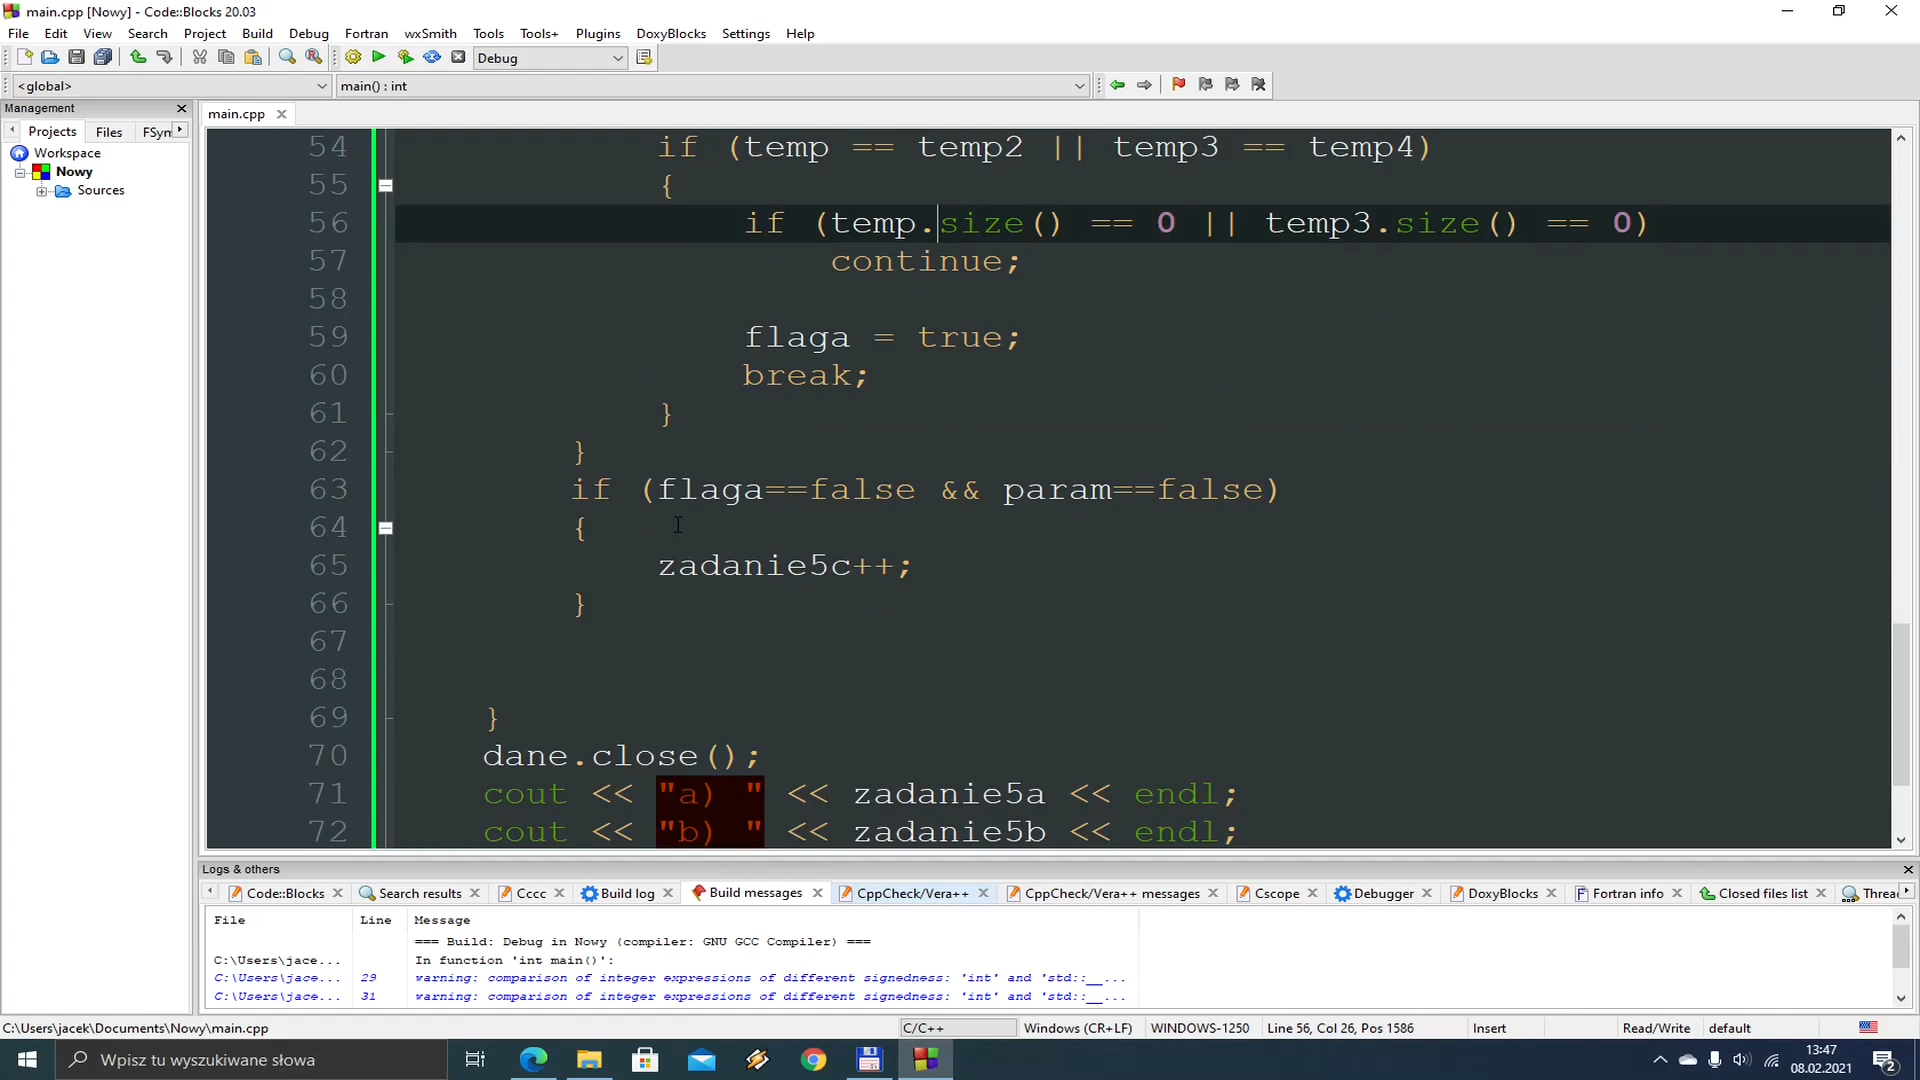 main.cpp [Nowy] - Code::Blocks 20.03
File Edit View Search Project Build Debug Fortran wxSmith Tools Tools+ Plugins DoxyBlocks Settings Help
Debug
<global> main() : int
Management
main.cpp
Projects Files FSyn
Workspace
Nowy
Sources
54 if (temp == temp2 || temp3 == temp4)
55 {
56 if (temp.size() == 0 || temp3.size() == 0)
57 continue;
58
59 flaga = true;
60 break;
61 }
62 }
63 if (flaga==false && param==false)
64 {
65 zadanie5c++;
66 }
67
68
69 }
70 dane.close();
71 cout << "a) " << zadanie5a << endl;
72 cout << "b) " << zadanie5b << endl;
Logs & others
Code::Blocks Search results Cccc Build log Build messages CppCheck/Vera++ CppCheck/Vera++ messages Cscope Debugger DoxyBlocks Fortran info Closed files list Threa
File Line Message
=== Build: Debug in Nowy (compiler: GNU GCC Compiler) ===
C:\Users\jace... In function 'int main()':
C:\Users\jace... 29 warning: comparison of integer expressions of different signedness: 'int' and 'std::__...
C:\Users\jace... 31 warning: comparison of integer expressions of different signedness: 'int' and 'std::__...
C:\Users\jacek\Documents\Nowy\main.cpp C/C++ Windows (CR+LF) WINDOWS-1250 Line 56, Col 26, Pos 1586 Insert Read/Write default
Wpisz tu wyszukiwane słowa
13:47
08.02.2021
2